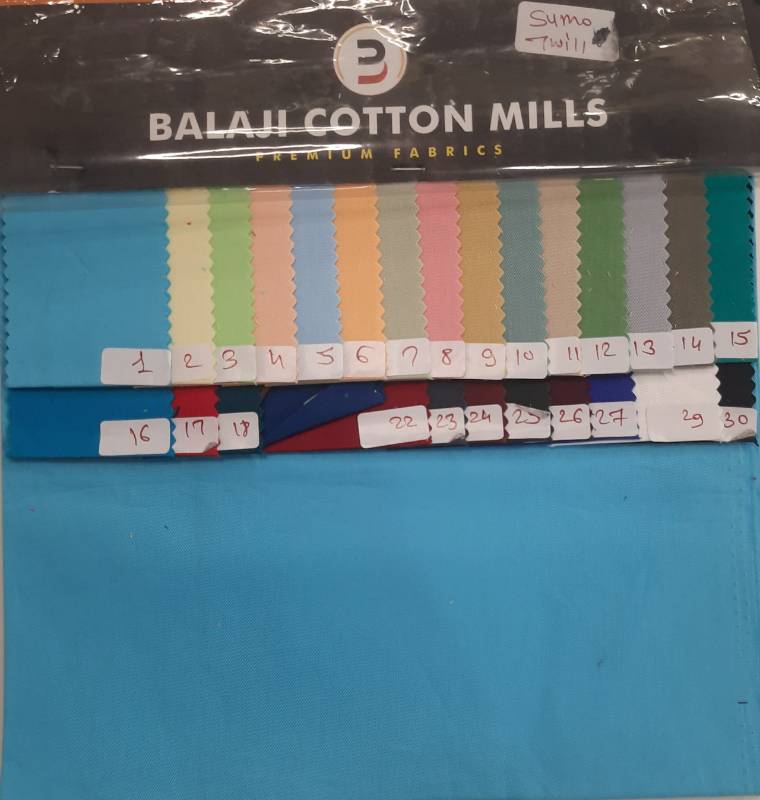 Sumo
Twill
BALAJI COTTON MILLS
PREMIUM FABRICS
1 2 3 4 5 6 7 8 9 10 11 12 13 14 15
16 17 18 22 23 24 25 26 27 29 30